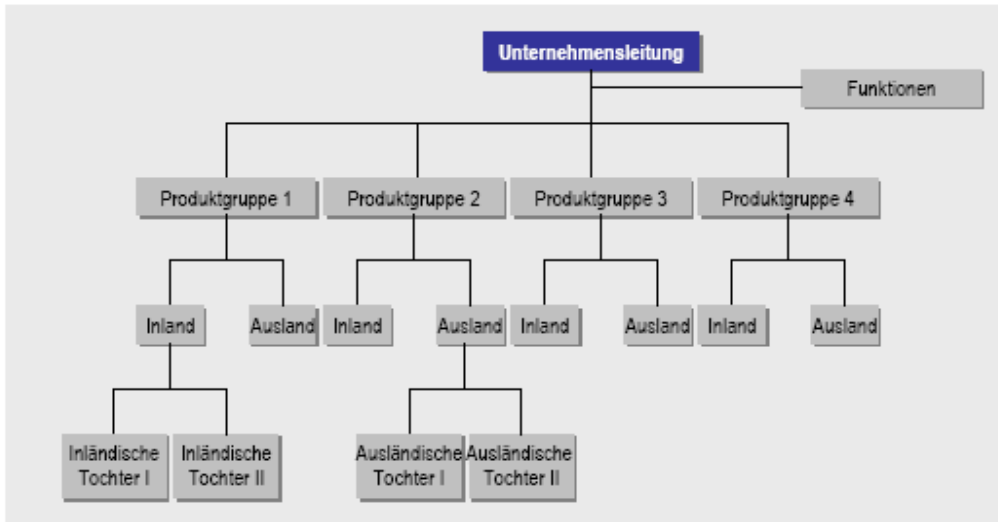 Unternehmensleitung
Funktionen
Produktgruppe 1
Produktgruppe 2
Produktgruppe 3
Produktgruppe 4
Inland
Ausland
Inland
Ausland
Inland
Ausland
Inland
Ausland
Inländische
Tochter I
Inländische
Tochter II
Ausländische
Tochter I
Ausländische
Tochter II